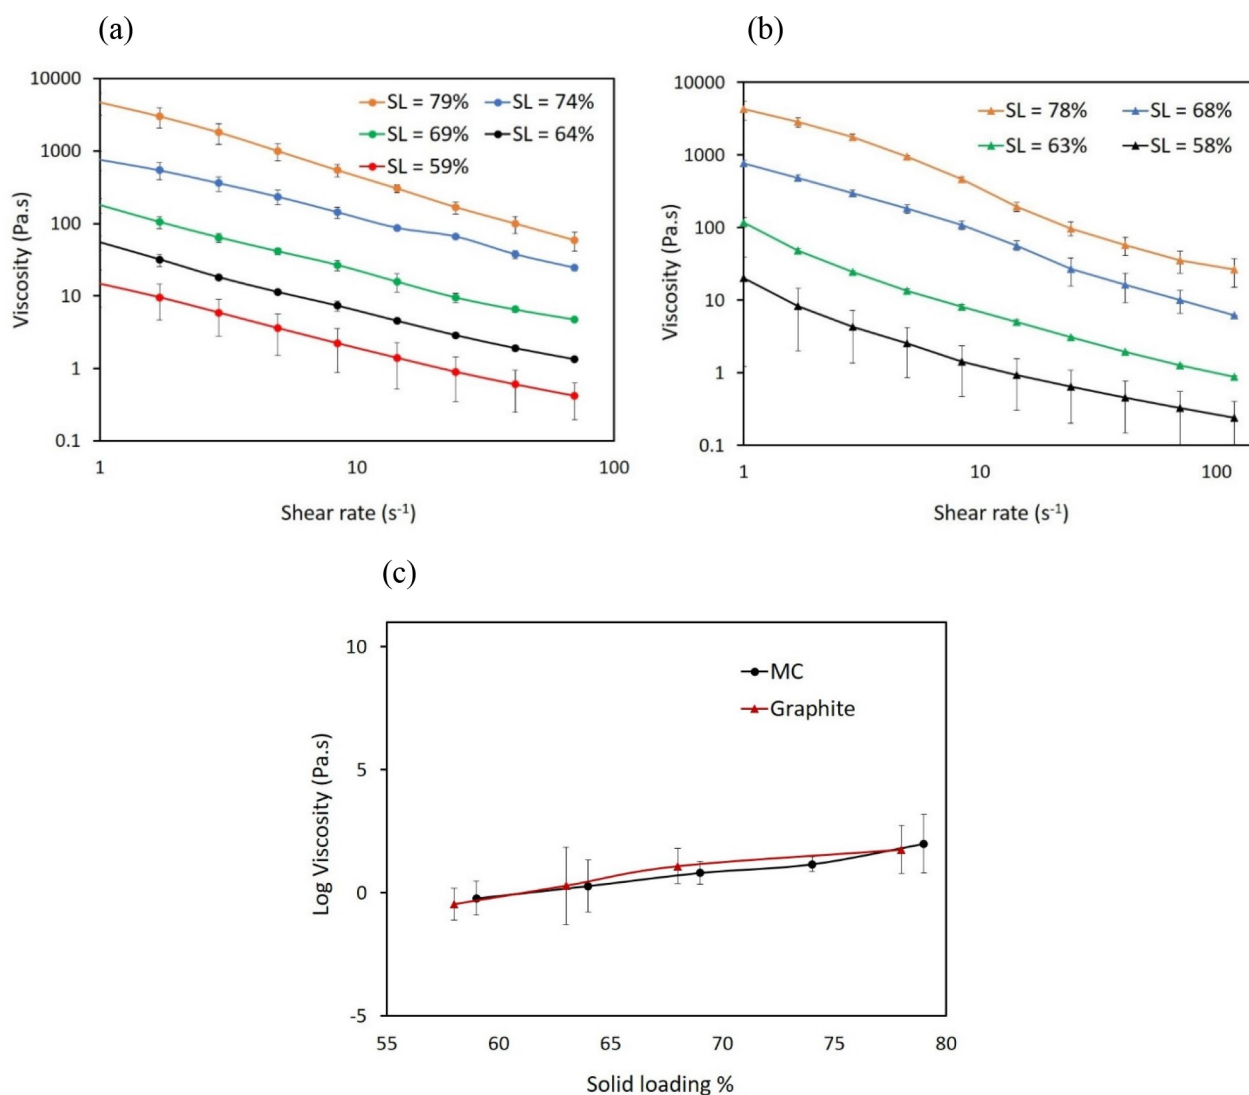 (a)
(b)
10000
1000
100
10
1
0.1
SL = 79%
SL = 74%
SL = 69%
SL = 64%
SL = 59%
Viscosity (Pa.s)
1
10
100
Shear rate (s⁻¹)
10000
1000
100
10
1
0.1
SL = 78%
SL = 68%
SL = 63%
SL = 58%
Viscosity (Pa.s)
1
10
100
Shear rate (s⁻¹)
(c)
10
5
0
-5
MC
Graphite
Log Viscosity (Pa.s)
55
60
65
70
75
80
Solid loading %